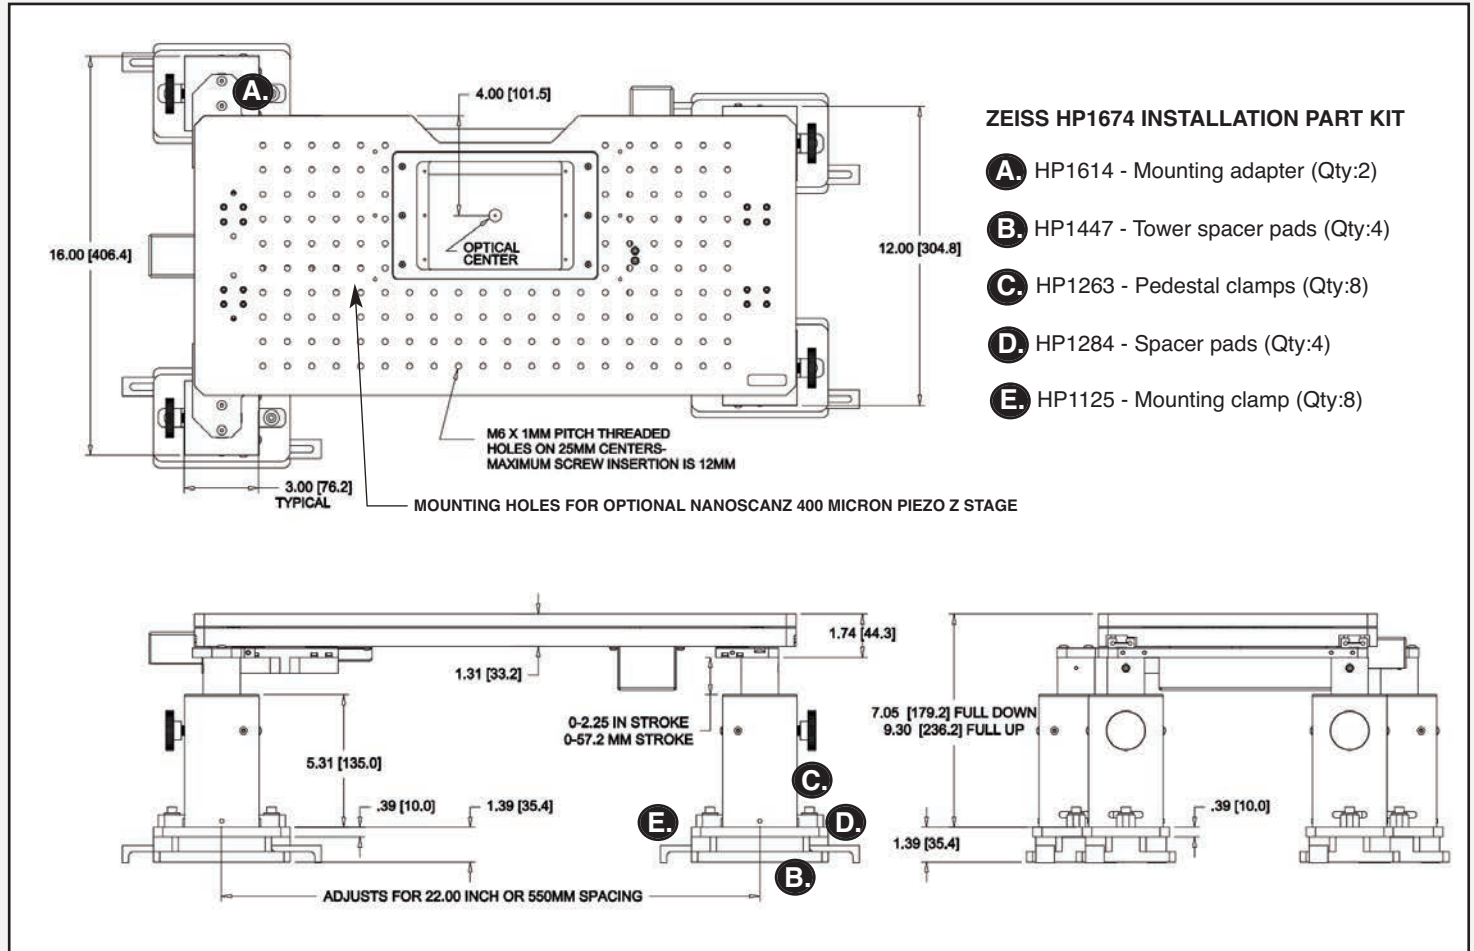 A.
4.00 [101.5]
16.00 [406.4]
OPTICAL
CENTER
12.00 [304.8]
M6 X 1MM PITCH THREADED
HOLES ON 25MM CENTERS-
MAXIMUM SCREW INSERTION IS 12MM
3.00 [76.2]
TYPICAL
MOUNTING HOLES FOR OPTIONAL NANOSCANZ 400 MICRON PIEZO Z STAGE
ZEISS HP1674 INSTALLATION PART KIT
A. HP1614 - Mounting adapter (Qty:2)
B. HP1447 - Tower spacer pads (Qty:4)
C. HP1263 - Pedestal clamps (Qty:8)
D. HP1284 - Spacer pads (Qty:4)
E. HP1125 - Mounting clamp (Qty:8)
1.74 [44.3]
1.31 [33.2]
0-2.25 IN STROKE
0-57.2 MM STROKE
5.31 [135.0]
.39 [10.0]
1.39 [35.4]
C.
E.
D.
B.
ADJUSTS FOR 22.00 INCH OR 550MM SPACING
7.05 [179.2] FULL DOWN
9.30 [236.2] FULL UP
.39 [10.0]
1.39 [35.4]